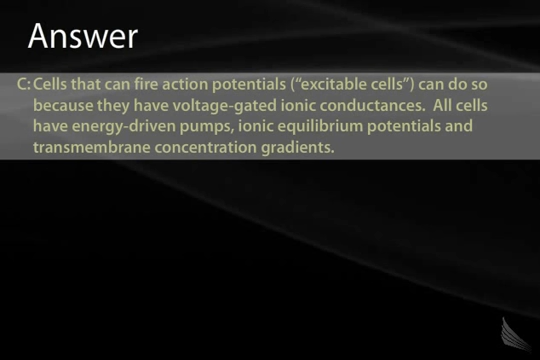 Answer
C: Cells that can fire action potentials (“excitable cells”) can do so
because they have voltage-gated ionic conductances.  All cells
have energy-driven pumps, ionic equilibrium potentials and
transmembrane concentration gradients.